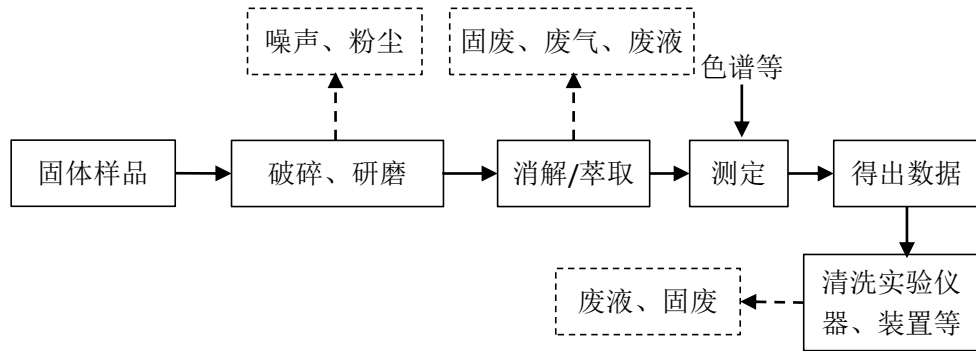 噪声、粉尘
固废、废气、废液
色谱等
固体样品
破碎、研磨
消解/萃取
测定
得出数据
废液、固废
清洗实验仪
器、装置等